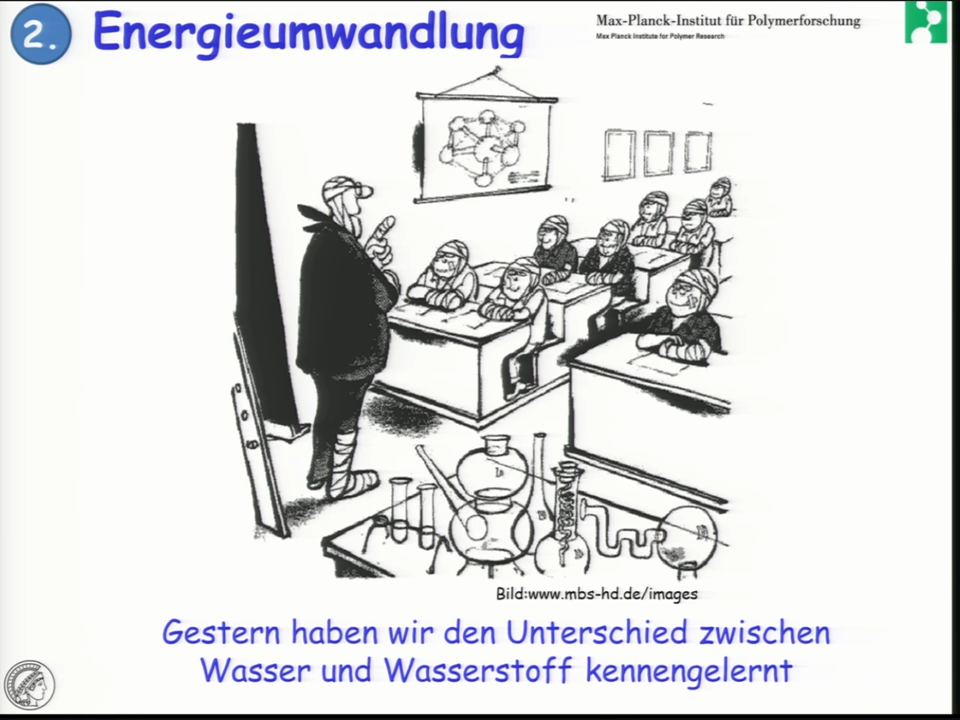 2.
Energieumwandlung
Max-Planck-Institut für Polymerforschung
Max Planck Institute for Polymer Research
Bild:www.mbs-hd.de/images
Gestern haben wir den Unterschied zwischen
Wasser und Wasserstoff kennengelernt